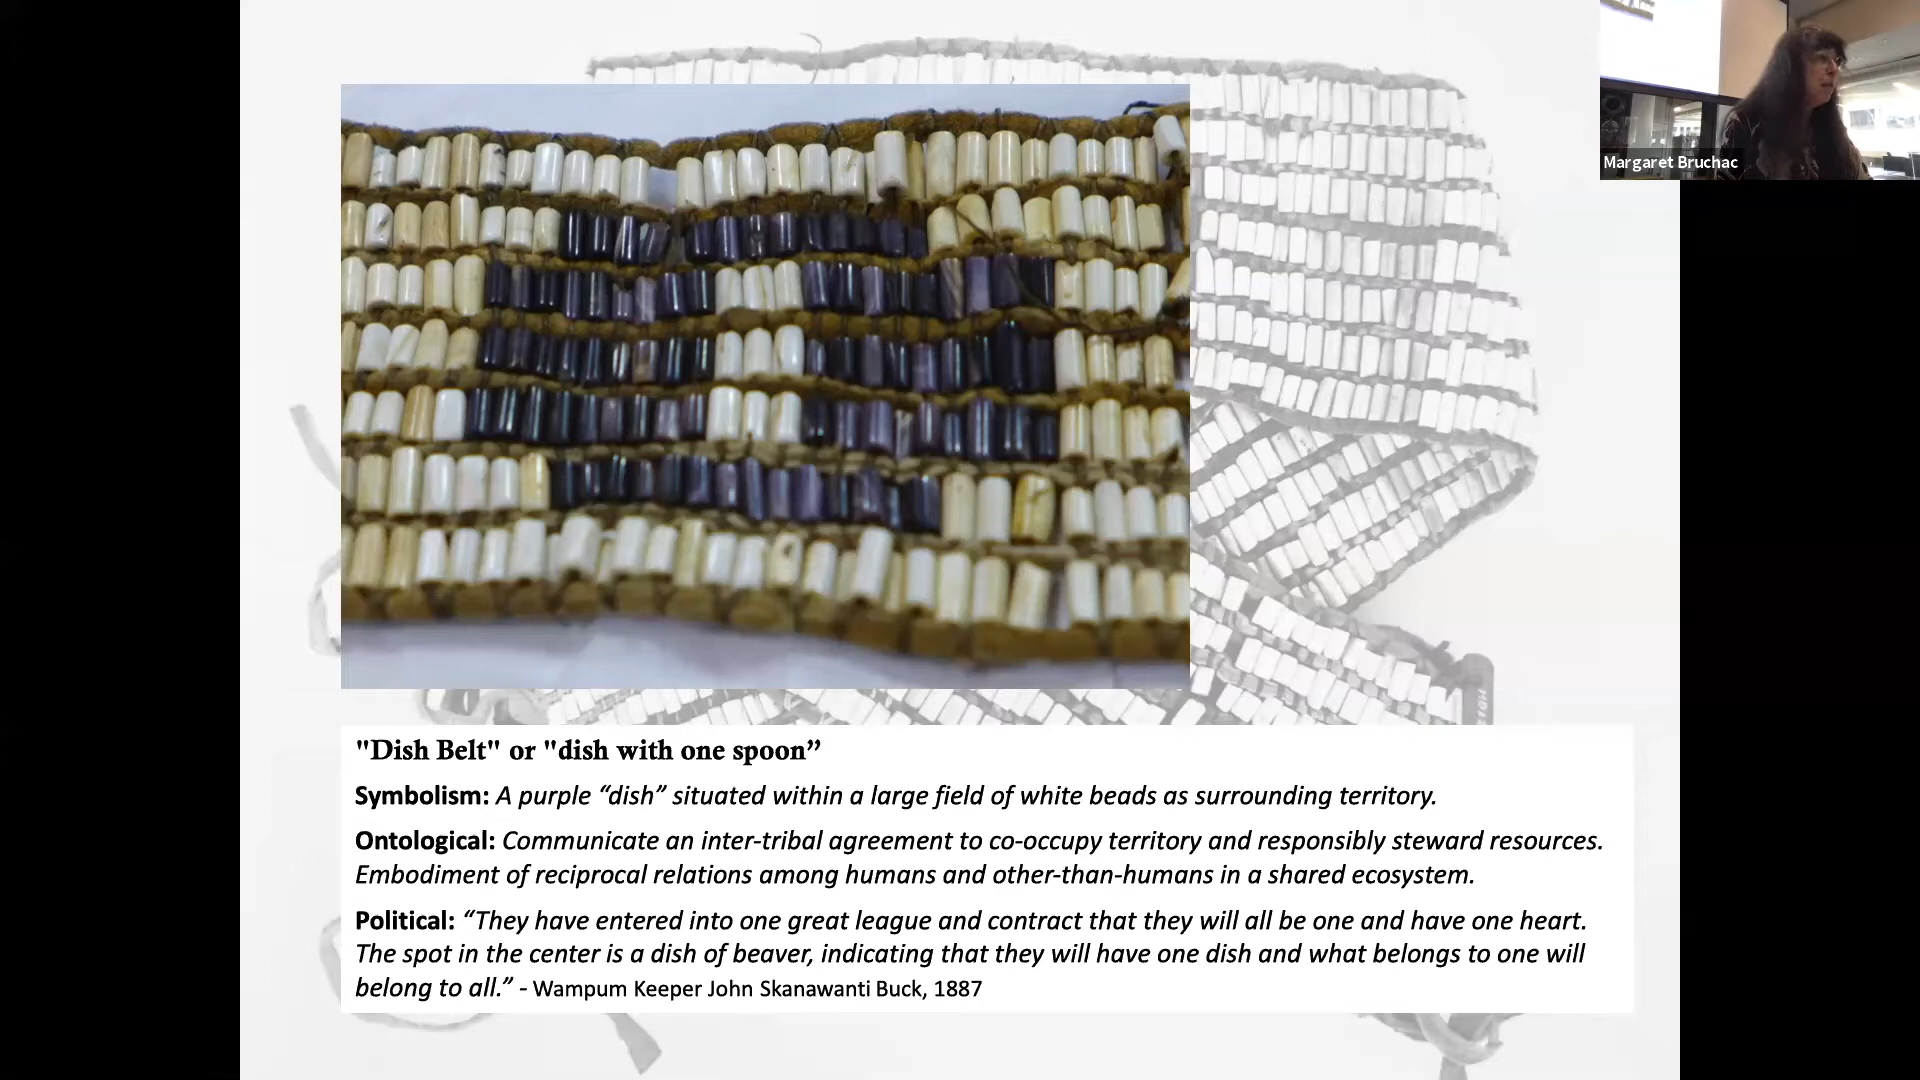 Margaret Bruchac
"Dish Belt" or "dish with one spoon”
Symbolism: A purple “dish” situated within a large field of white beads as surrounding territory.
Ontological: Communicate an inter-tribal agreement to co-occupy territory and responsibly steward resources.
Embodiment of reciprocal relations among humans and other-than-humans in a shared ecosystem.
Political: “They have entered into one great league and contract that they will all be one and have one heart.
The spot in the center is a dish of beaver, indicating that they will have one dish and what belongs to one will
belong to all.” - Wampum Keeper John Skanawanti Buck, 1887